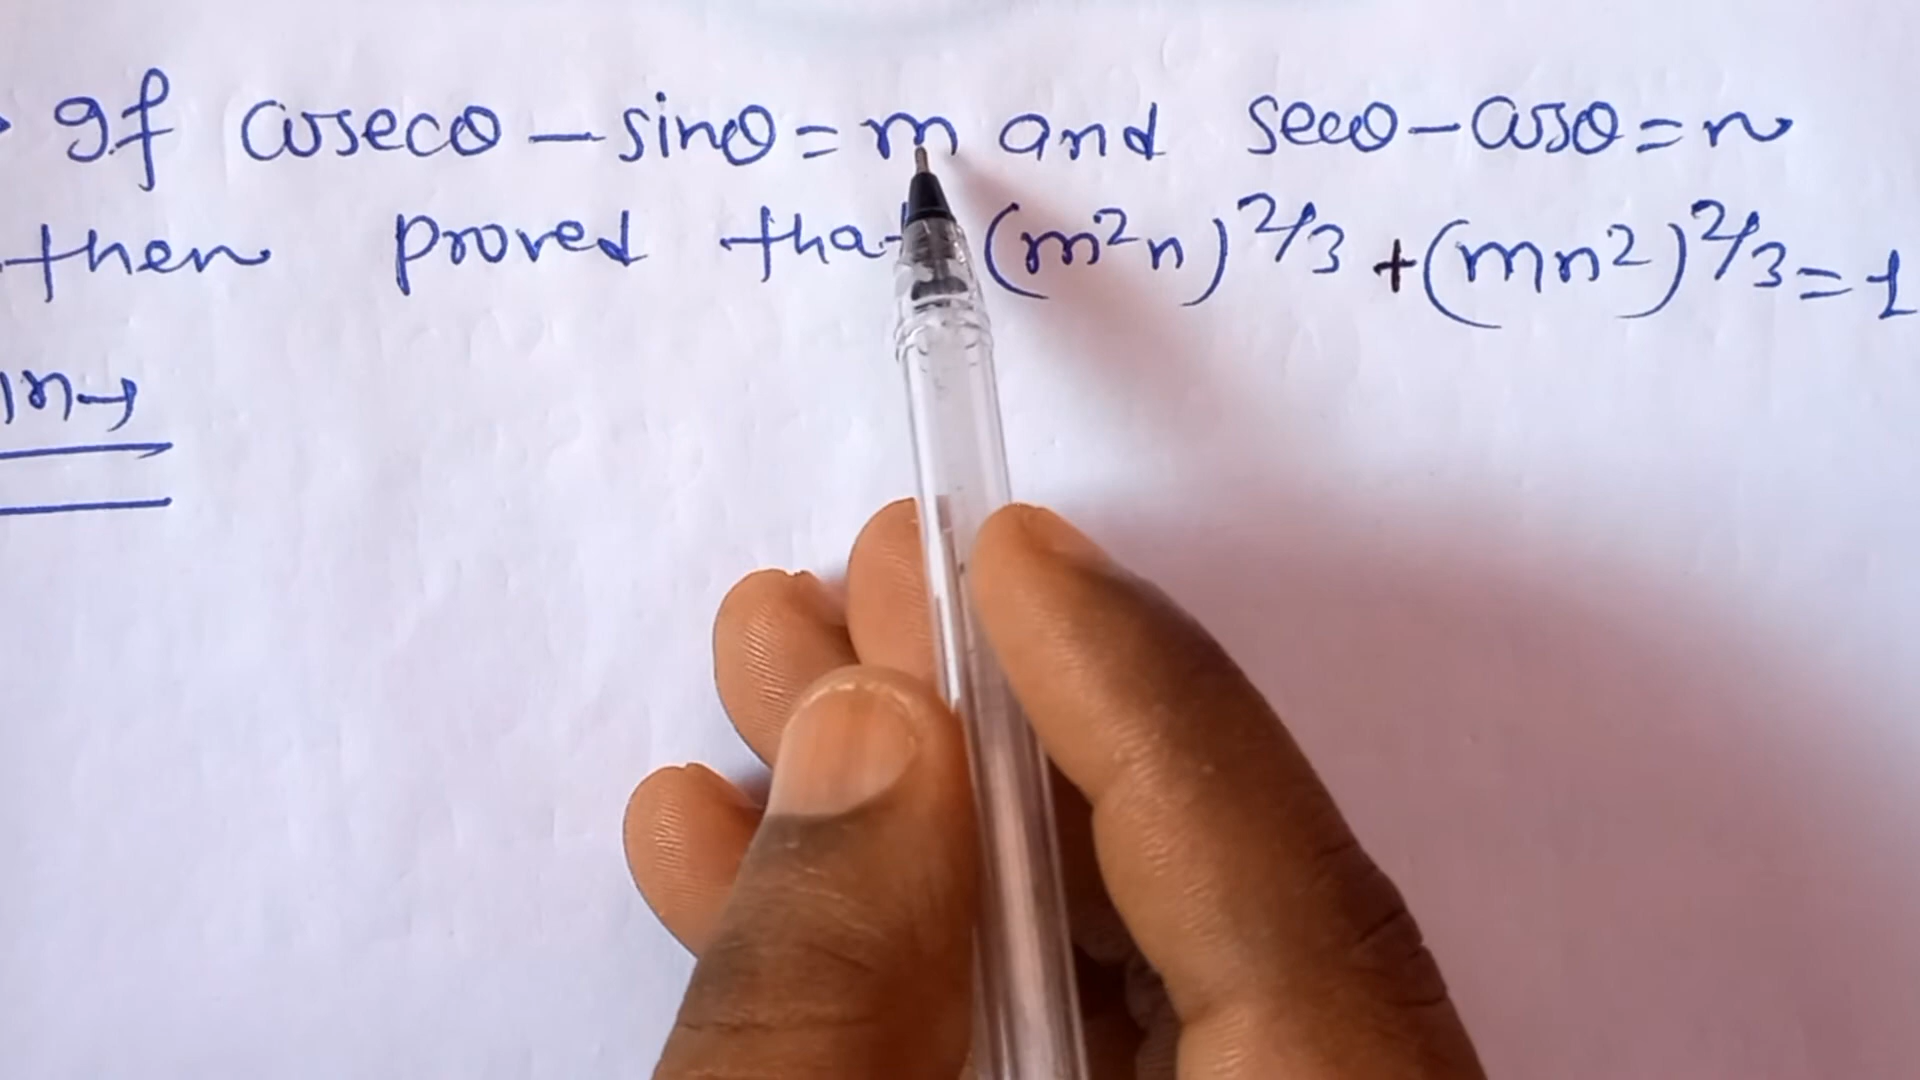 If cosecθ - sinθ = m and secθ - cosθ = n
then proved that (m²n)^2/3 + (mn²)^2/3 = 1